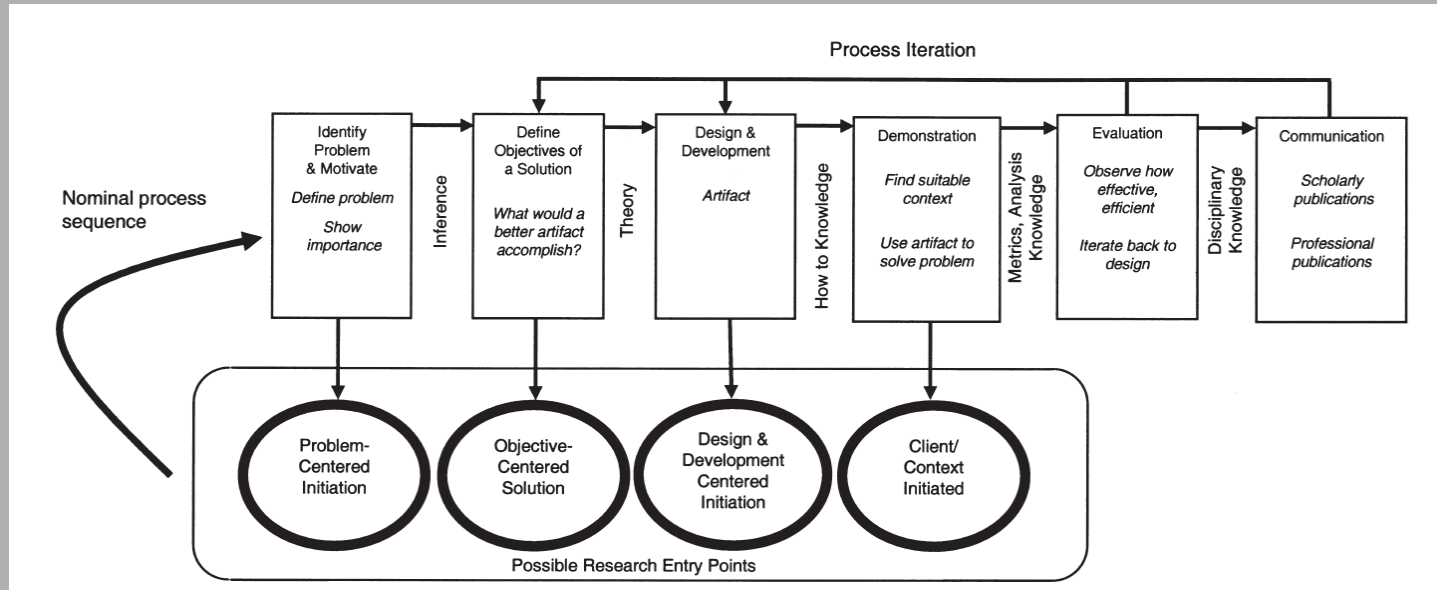 Process Iteration
Nominal process
sequence
Identify
Problem
& Motivate
Define problem
Show
importance
Inference
Define
Objectives of
a Solution
What would a
better artifact
accomplish?
Theory
Design &
Development
Artifact
How to Knowledge
Demonstration
Find suitable
context
Use artifact to
solve problem
Metrics, Analysis
Knowledge
Evaluation
Observe how
effective,
efficient
Iterate back to
design
Disciplinary
Knowledge
Communication
Scholarly
publications
Professional
publications
Problem-
Centered
Initiation
Objective-
Centered
Solution
Design &
Development
Centered
Initiation
Client/
Context
Initiated
Possible Research Entry Points